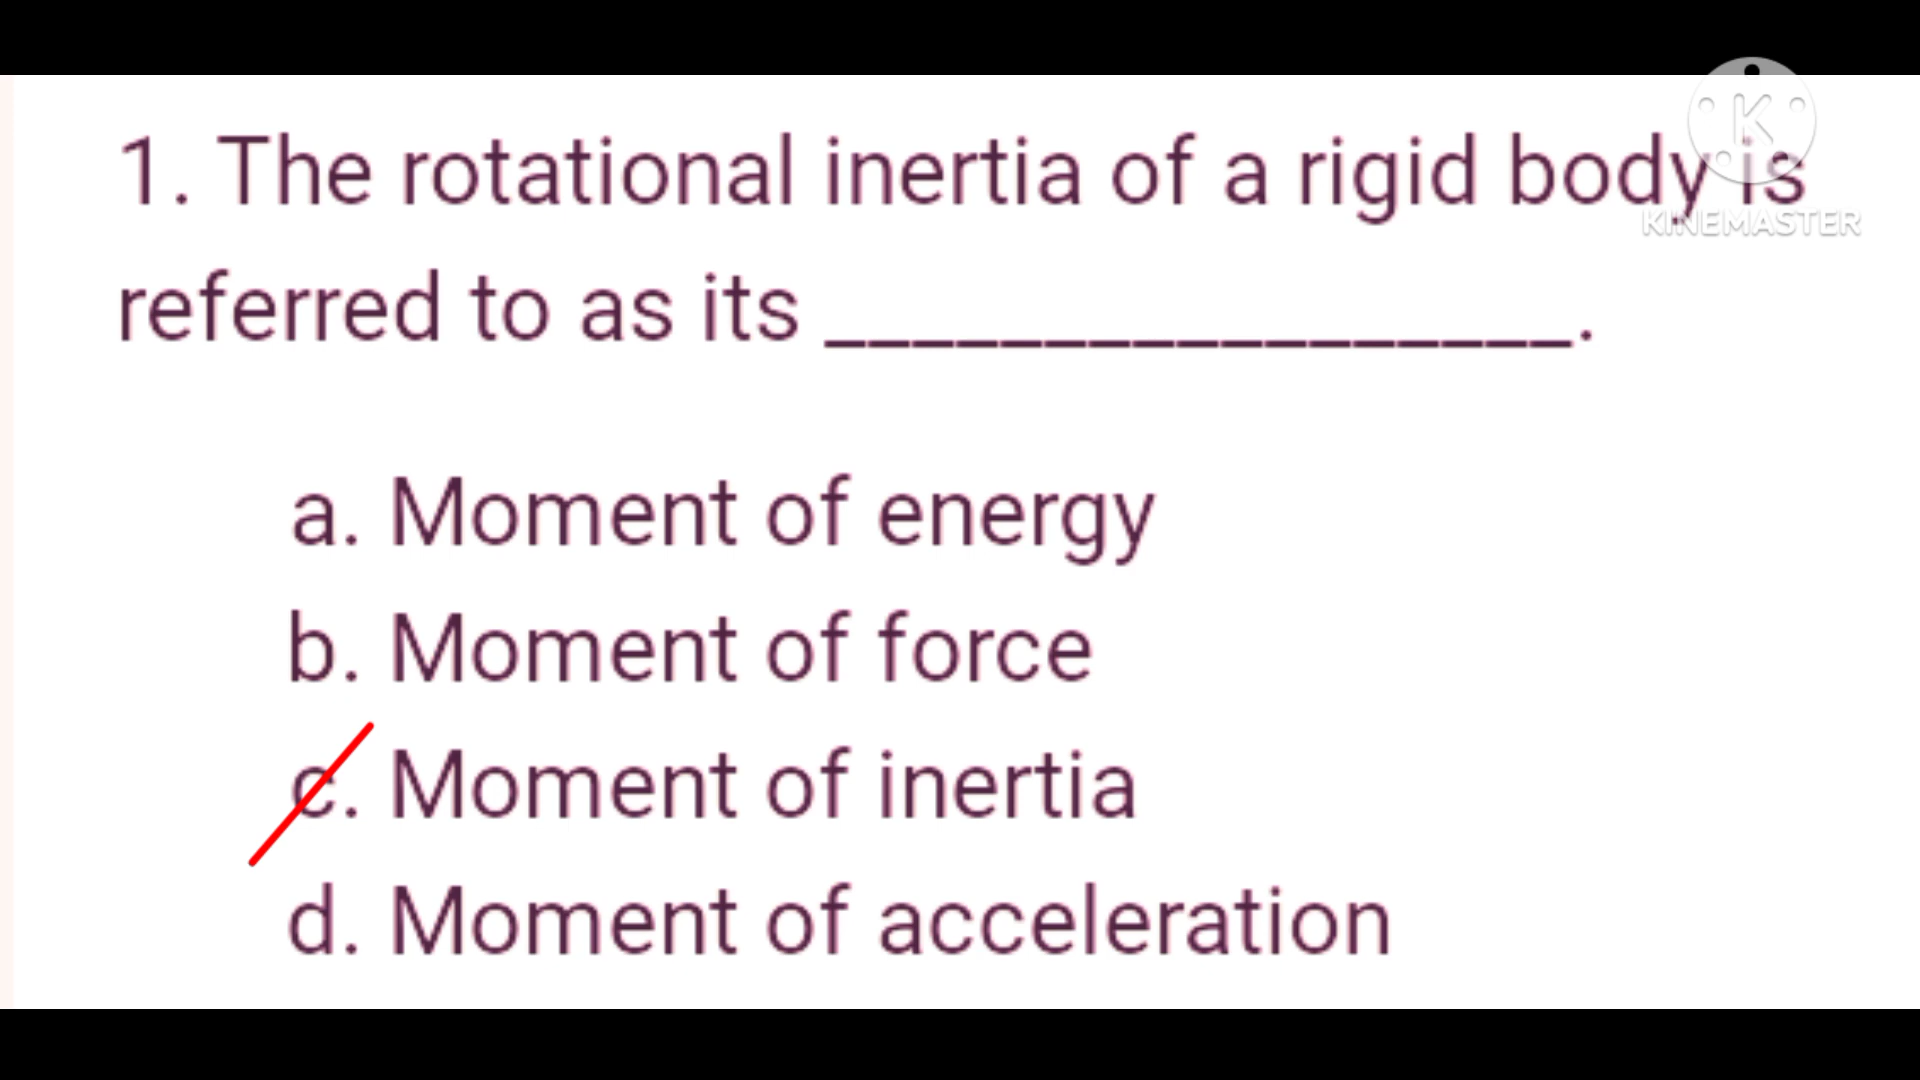 1. The rotational inertia of a rigid body is
KINEMASTER
referred to as its _________________.
a. Moment of energy
b. Moment of force
c. Moment of inertia
d. Moment of acceleration